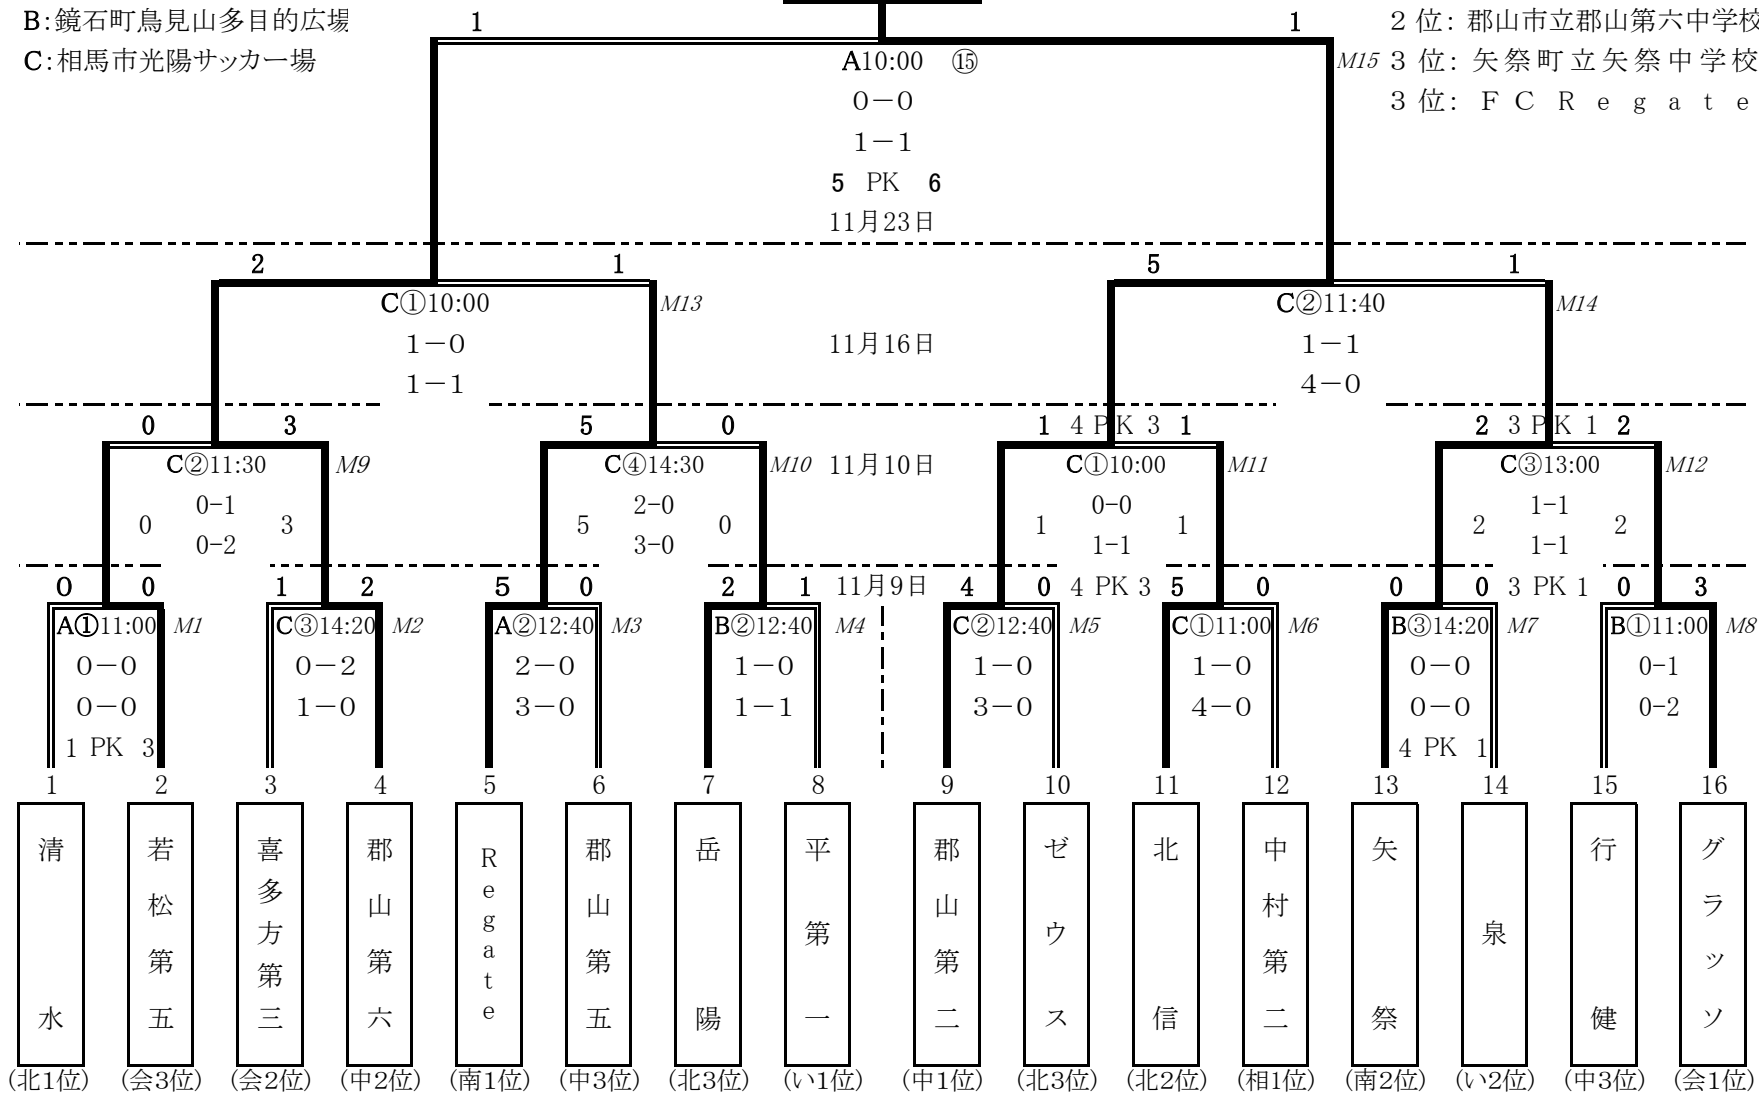 B:鏡石町鳥見山多目的広場
1
1
2位: 郡山市立郡山第六中学校
C:相馬市光陽サッカー場
A10:00 ⑮
M15
3位: 矢祭町立矢祭中学校
0-0
3位: FCRegate
1-1
5 PK 6
11月23日
2
1
5
1
C①10:00
M13
C②11:40
M14
1-0
11月16日
1-1
1-1
4-0
0
3
5
0
1 4 PK 3 1
2 3 PK 1 2
C②11:30
M9
C④14:30
M10
11月10日
C①10:00
M11
C③13:00
M12
0-1
2-0
0-0
1-1
0
3
5
0
1
1
2
2
0-2
3-0
1-1
1-1
0 0
1 2
5 0
2 1
11月9日
4 0
4 PK 3
5 0
0 0
3 PK 1
0 3
A①11:00 M1
C③14:20 M2
A②12:40 M3
B②12:40 M4
C②12:40 M5
C①11:00 M6
B③14:20 M7
B①11:00 M8
0-0
0-2
2-0
1-0
1-0
1-0
0-0
0-1
0-0
1-0
3-0
1-1
3-0
4-0
0-0
0-2
1 PK 3
4 PK 1
1 2 3 4 5 6 7 8 9 10 11 12 13 14 15 16
清水
若松第五
喜多方第三
郡山第六
Regate
郡山第五
岳陽
平第一
郡山第二
ゼウス
北信
中村第二
矢祭
泉
行健
グラッソ
(北1位) (会3位) (会2位) (中2位) (南1位) (中3位) (北3位) (い1位) (中1位) (北3位) (北2位) (相1位) (南2位) (い2位) (中3位) (会1位)